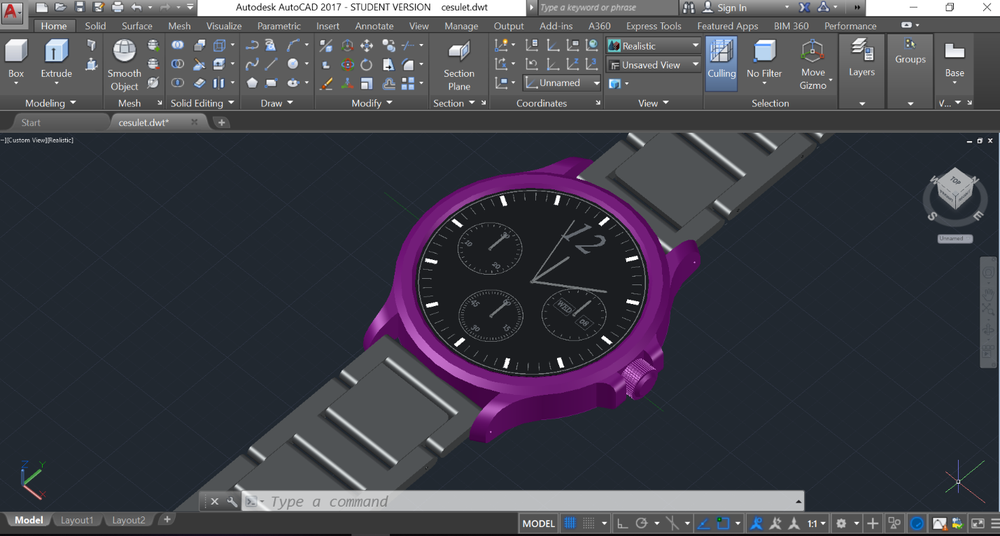 Autodesk AutoCAD 2017 - STUDENT VERSION cesulet.dwt
Type a keyword or phrase
Sign In
Home Solid Surface Mesh Visualize Parametric Insert Annotate View Manage Output Add-ins A360 Express Tools Featured Apps BIM 360 Performance
Box
Extrude
Smooth
Object
Section
Plane
Unnamed
Realistic
Unsaved View
Culling
No Filter
Move
Gizmo
Layers
Groups
Base
Modeling
Mesh
Solid Editing
Draw
Modify
Section
Coordinates
View
Selection
V...
Start
cesulet.dwt*
–][Custom View][Realistic]
TOP
FRONT
RIGHT
W
N
S
E
Unnamed
12
30
10
20
60
45
30
15
WED
08
Z
Y
X
Type a command
Model
Layout1
Layout2
MODEL
1:1